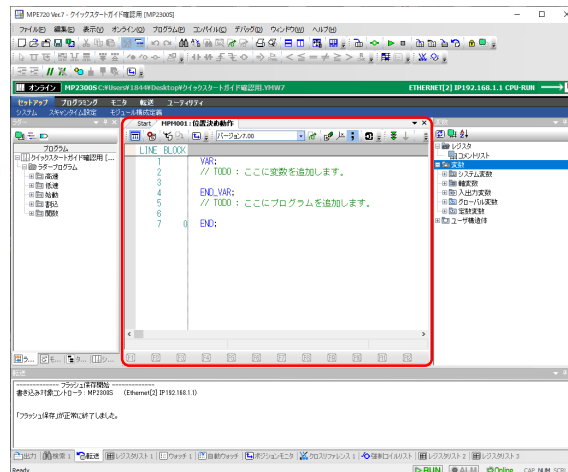 MPE720 Ver.7 - クイックスタートガイド確認用 [MP2300S]
ファイル(F) 編集(E) 表示(V) オンライン(O) プログラム(P) コンパイル(C) デバッグ(D) ウィンドウ(W) ヘルプ(H)
オンライン MP2300S C:¥Users¥1844¥Desktop¥クイックスタートガイド確認用.YMW7 ETHERNET[2] IP192.168.1.1 CPU-RUN
セットアップ プログラミング モニタ 転送 ユーティリティ
システム スキャンタイム設定 モジュール構成定義
Start MPM001 : 位置決め動作
変数
バージョン7.00
プログラム
クイックスタートガイド確認用 [...
ラダープログラム
高速
低速
始動
割込
関数
LINE BLOCK
1 VAR;
2 // TODO : ここに変数を追加します。
3
4 END_VAR;
5 // TODO : ここにプログラムを追加します。
6
7 0 END;
レジスタ
コメントリスト
変数
システム変数
軸変数
入出力変数
グローバル変数
定数変数
ユーザ構造体
ラ... モ...
転送
-------------- フラッシュ保存開始 --------------
書き込み対象コントローラ : MP2300S (Ethernet[2] IP192.168.1.1)
「フラッシュ保存」が正常に終了しました。
出力 検索 1 転送 レジスタリスト 1 ウォッチ 1 自動ウォッチ ポジションモニタ クロスリファレンス 1 強制コイルリスト レジスタリスト 2 レジスタリスト 3
Ready RUN ALM Online CAP NUM SCRL